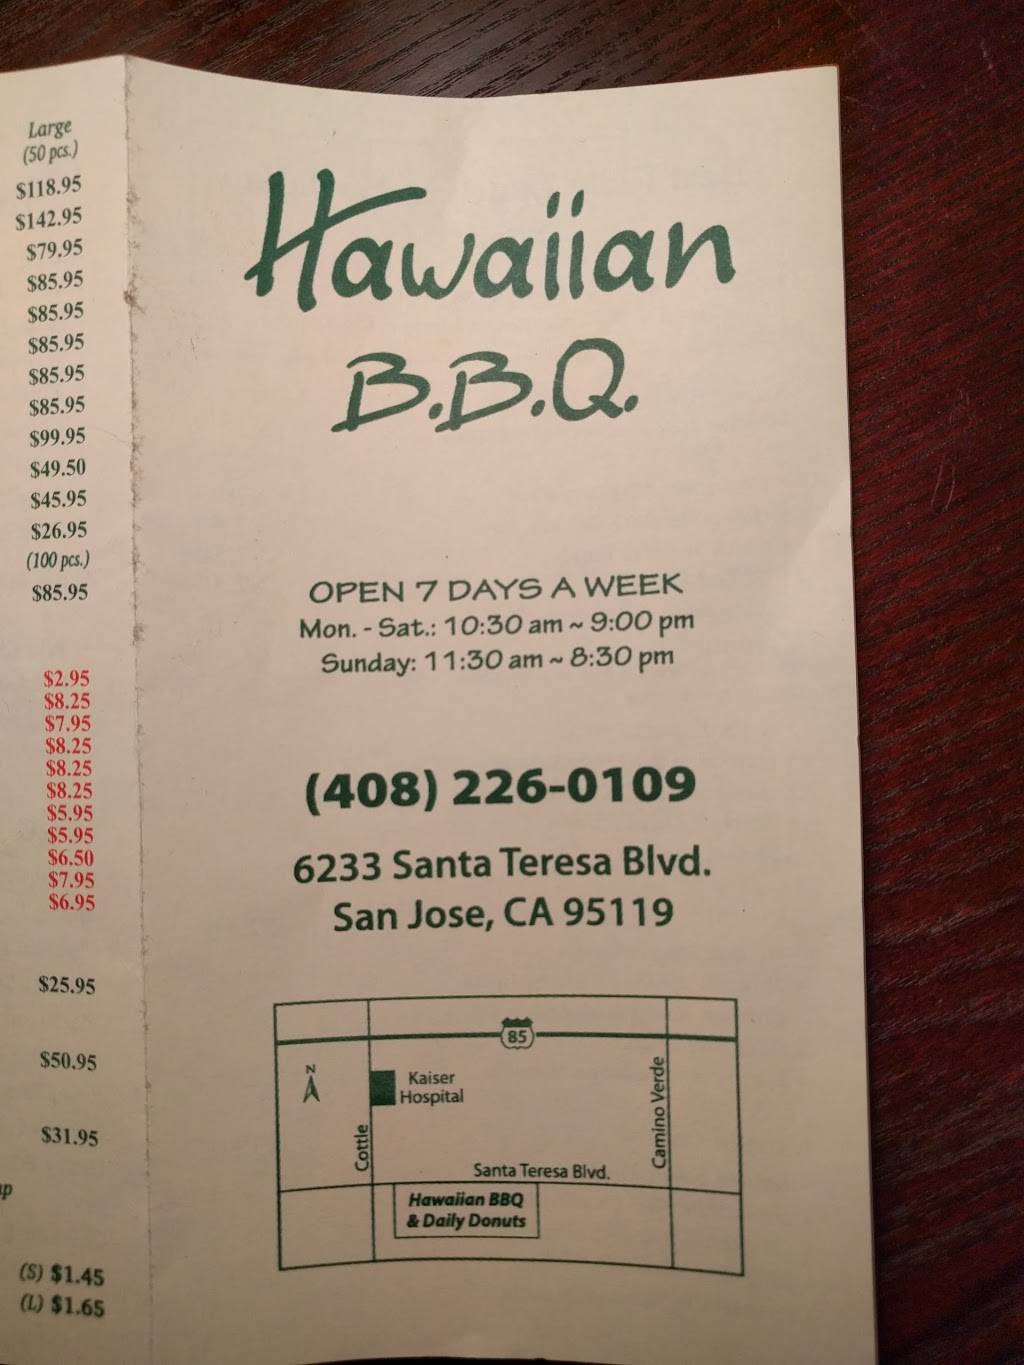 Large
(50 pcs.)
$118.95
$142.95
$79.95
$85.95
$85.95
$85.95
$85.95
$85.95
$99.95
$49.50
$45.95
$26.95
(100 pcs.)
$85.95
$2.95
$8.25
$7.95
$8.25
$8.25
$8.25
$5.95
$5.95
$6.50
$7.95
$6.95
$25.95
$50.95
$31.95
(S) $1.45
(L) $1.65
Hawaiian
B.B.Q.
OPEN 7 DAYS A WEEK
Mon. - Sat.: 10:30 am ~ 9:00 pm
Sunday: 11:30 am ~ 8:30 pm
(408) 226-0109
6233 Santa Teresa Blvd.
San Jose, CA 95119
85
N
Kaiser
Hospital
Cottle
Camino Verde
Santa Teresa Blvd.
Hawaiian BBQ
& Daily Donuts